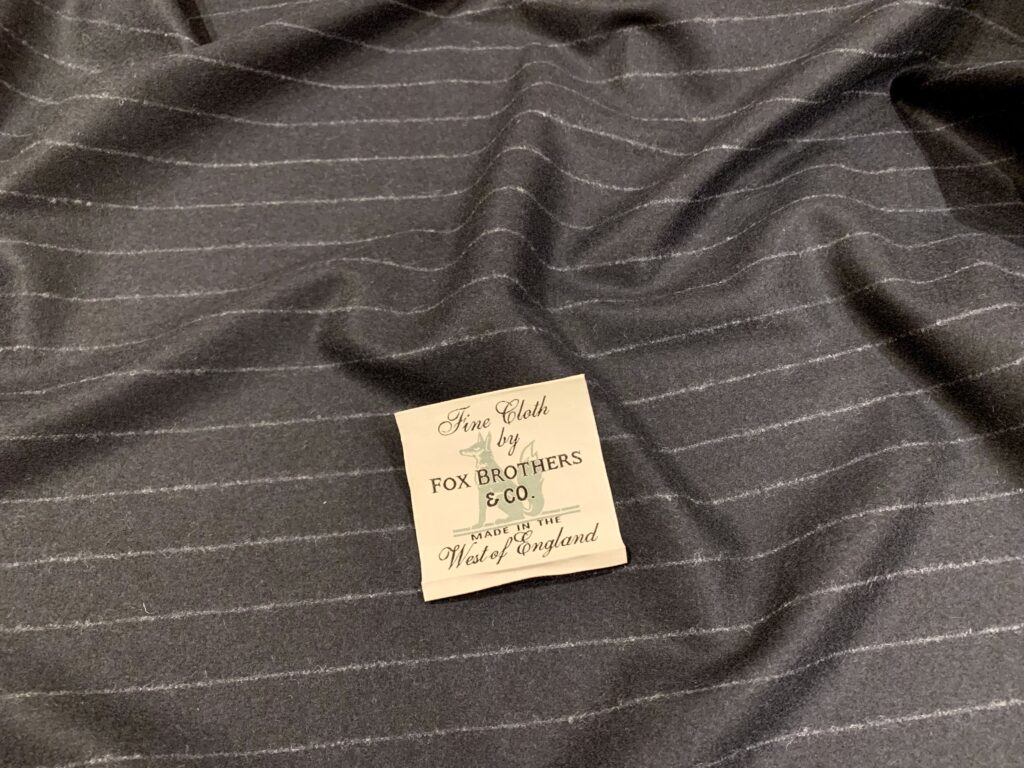 Fine Cloth
by
FOX BROTHERS
& CO.
MADE IN THE
West of England